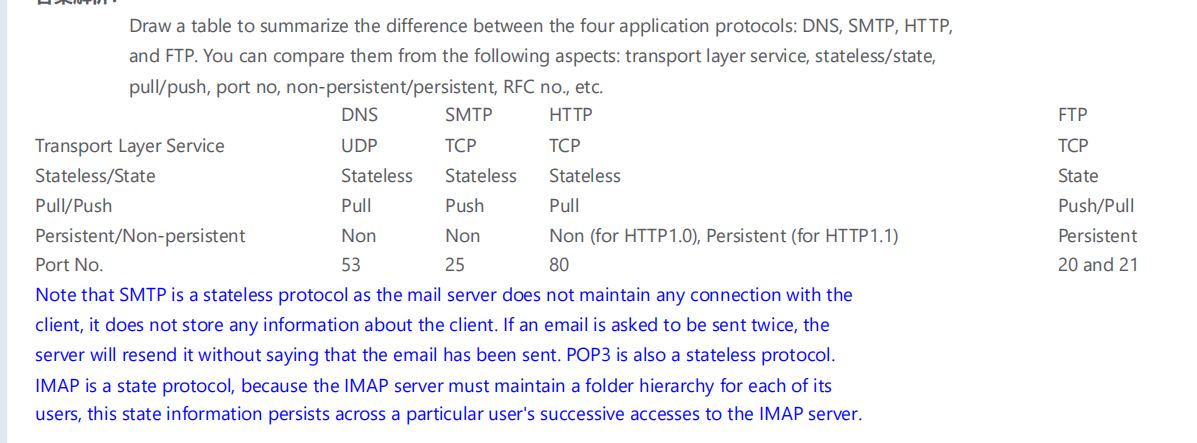 答案解析：
Draw a table to summarize the difference between the four application protocols: DNS, SMTP, HTTP,
and FTP. You can compare them from the following aspects: transport layer service, stateless/state,
pull/push, port no, non-persistent/persistent, RFC no., etc.
DNS SMTP HTTP FTP
Transport Layer Service UDP TCP TCP TCP
Stateless/State Stateless Stateless Stateless State
Pull/Push Pull Push Pull Push/Pull
Persistent/Non-persistent Non Non Non (for HTTP1.0), Persistent (for HTTP1.1) Persistent
Port No. 53 25 80 20 and 21
Note that SMTP is a stateless protocol as the mail server does not maintain any connection with the
client, it does not store any information about the client. If an email is asked to be sent twice, the
server will resend it without saying that the email has been sent. POP3 is also a stateless protocol.
IMAP is a state protocol, because the IMAP server must maintain a folder hierarchy for each of its
users, this state information persists across a particular user's successive accesses to the IMAP server.